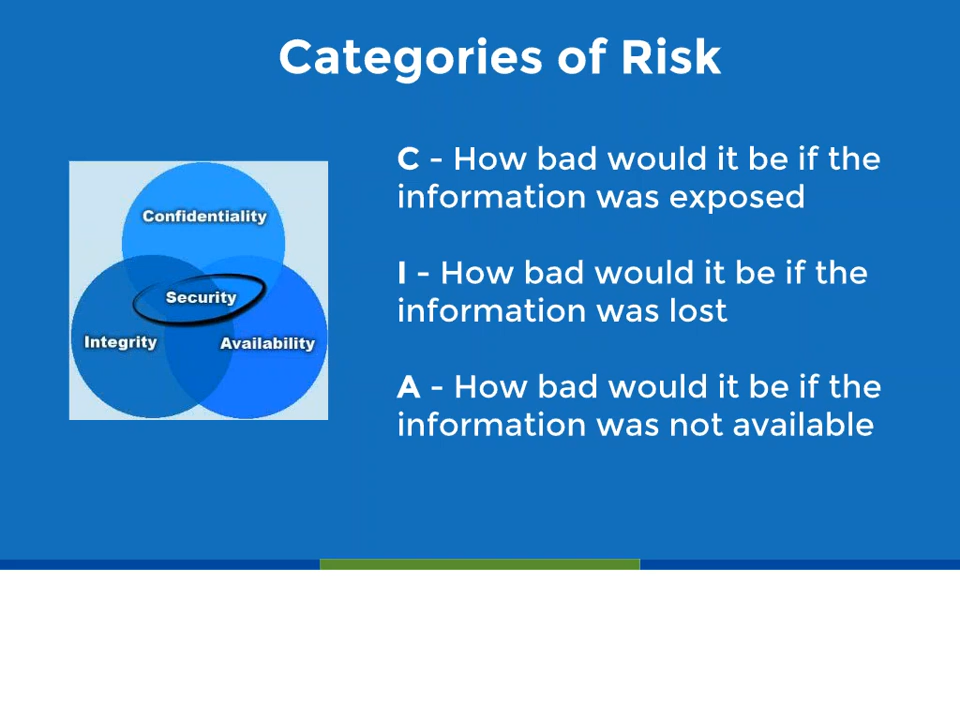 Categories of Risk
Confidentiality
Security
Integrity
Availability
C - How bad would it be if the
information was exposed
I - How bad would it be if the
information was lost
A - How bad would it be if the
information was not available